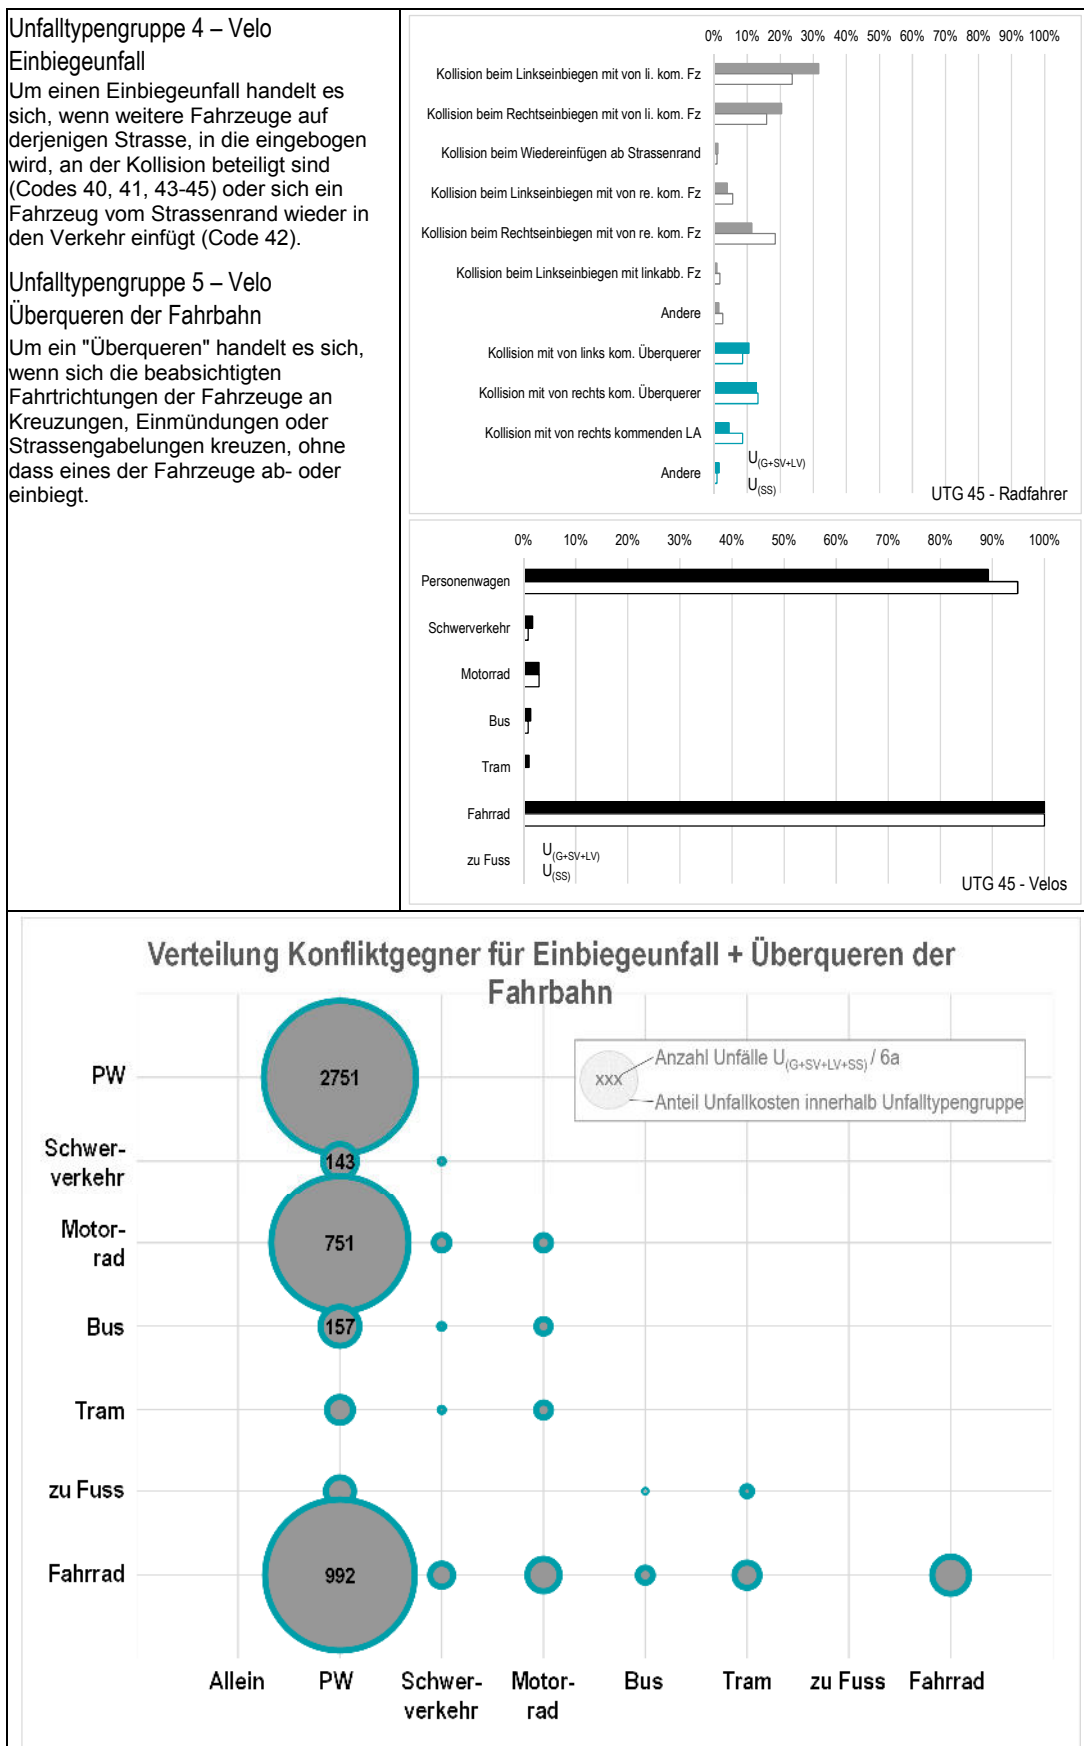 Unfalltypengruppe 4 – Velo
Einbiegeunfall
Um einen Einbiegeunfall handelt es
sich, wenn weitere Fahrzeuge auf
derjenigen Strasse, in die eingebogen
wird, an der Kollision beteiligt sind
(Codes 40, 41, 43-45) oder sich ein
Fahrzeug vom Strassenrand wieder in
den Verkehr einfügt (Code 42).
Unfalltypengruppe 5 – Velo
Überqueren der Fahrbahn
Um ein "Überqueren" handelt es sich,
wenn sich die beabsichtigten
Fahrtrichtungen der Fahrzeuge an
Kreuzungen, Einmündungen oder
Strassengabelungen kreuzen, ohne
dass eines der Fahrzeuge ab- oder
einbiegt.
0% 10% 20% 30% 40% 50% 60% 70% 80% 90% 100%
Kollision beim Linkseinbiegen mit von li. kom. Fz
Kollision beim Rechtseinbiegen mit von li. kom. Fz
Kollision beim Wiedereinfügen ab Strassenrand
Kollision beim Linkseinbiegen mit von re. kom. Fz
Kollision beim Rechtseinbiegen mit von re. kom. Fz
Kollision beim Linkseinbiegen mit linkabb. Fz
Andere
Kollision mit von links kom. Überquerer
Kollision mit von rechts kom. Überquerer
Kollision mit von rechts kommenden LA
Andere
U(G+SV+LV)
U(SS)
UTG 45 - Radfahrer
0% 10% 20% 30% 40% 50% 60% 70% 80% 90% 100%
Personenwagen
Schwerverkehr
Motorrad
Bus
Tram
Fahrrad
zu Fuss
U(G+SV+LV)
U(SS)
UTG 45 - Velos
Verteilung Konfliktgegner für Einbiegeunfall + Überqueren der
Fahrbahn
xxx
Anzahl Unfälle U(G+SV+LV+SS) / 6a
Anteil Unfallkosten innerhalb Unfalltypengruppe
PW
2751
Schwer-
verkehr
143
Motor-
rad
751
Bus
157
Tram
zu Fuss
Fahrrad
992
Allein PW Schwer- Motor- Bus Tram zu Fuss Fahrrad
verkehr rad